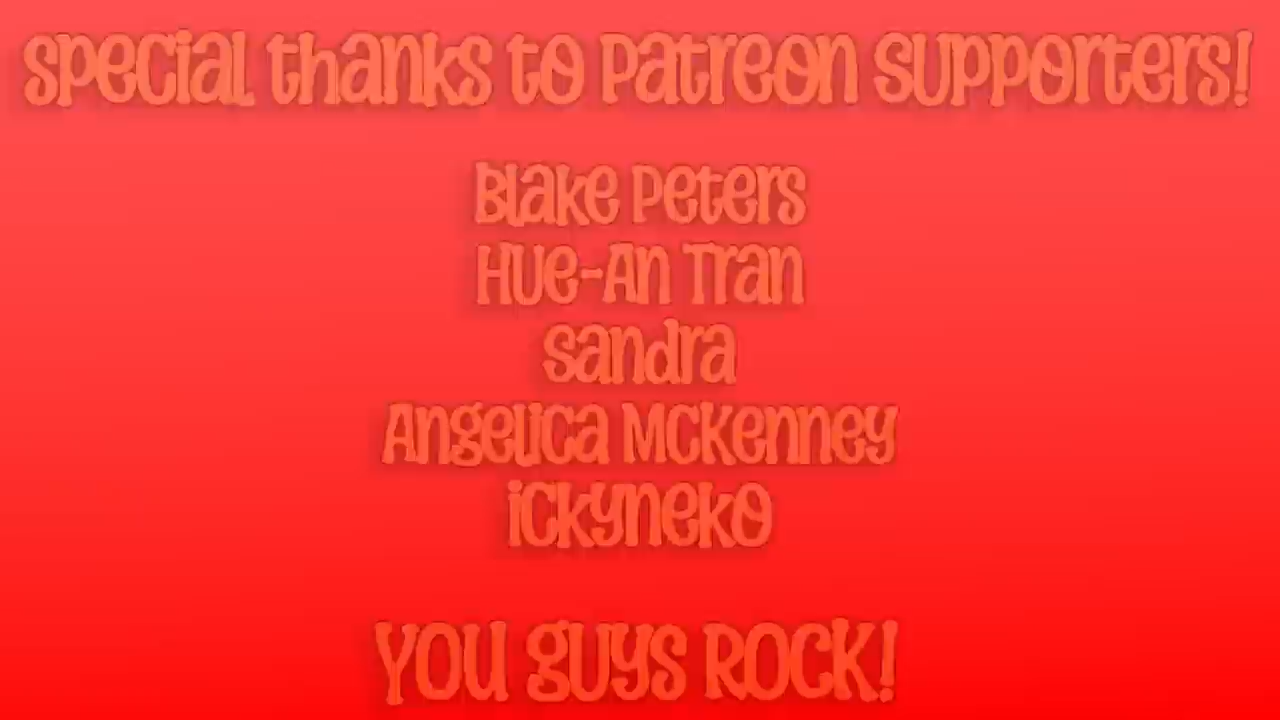 special thanks to Patreon supporters!
Blake Peters
Hue-An Tran
sandra
Angelica McKenney
ickyneko
YOU GUYS ROCK!